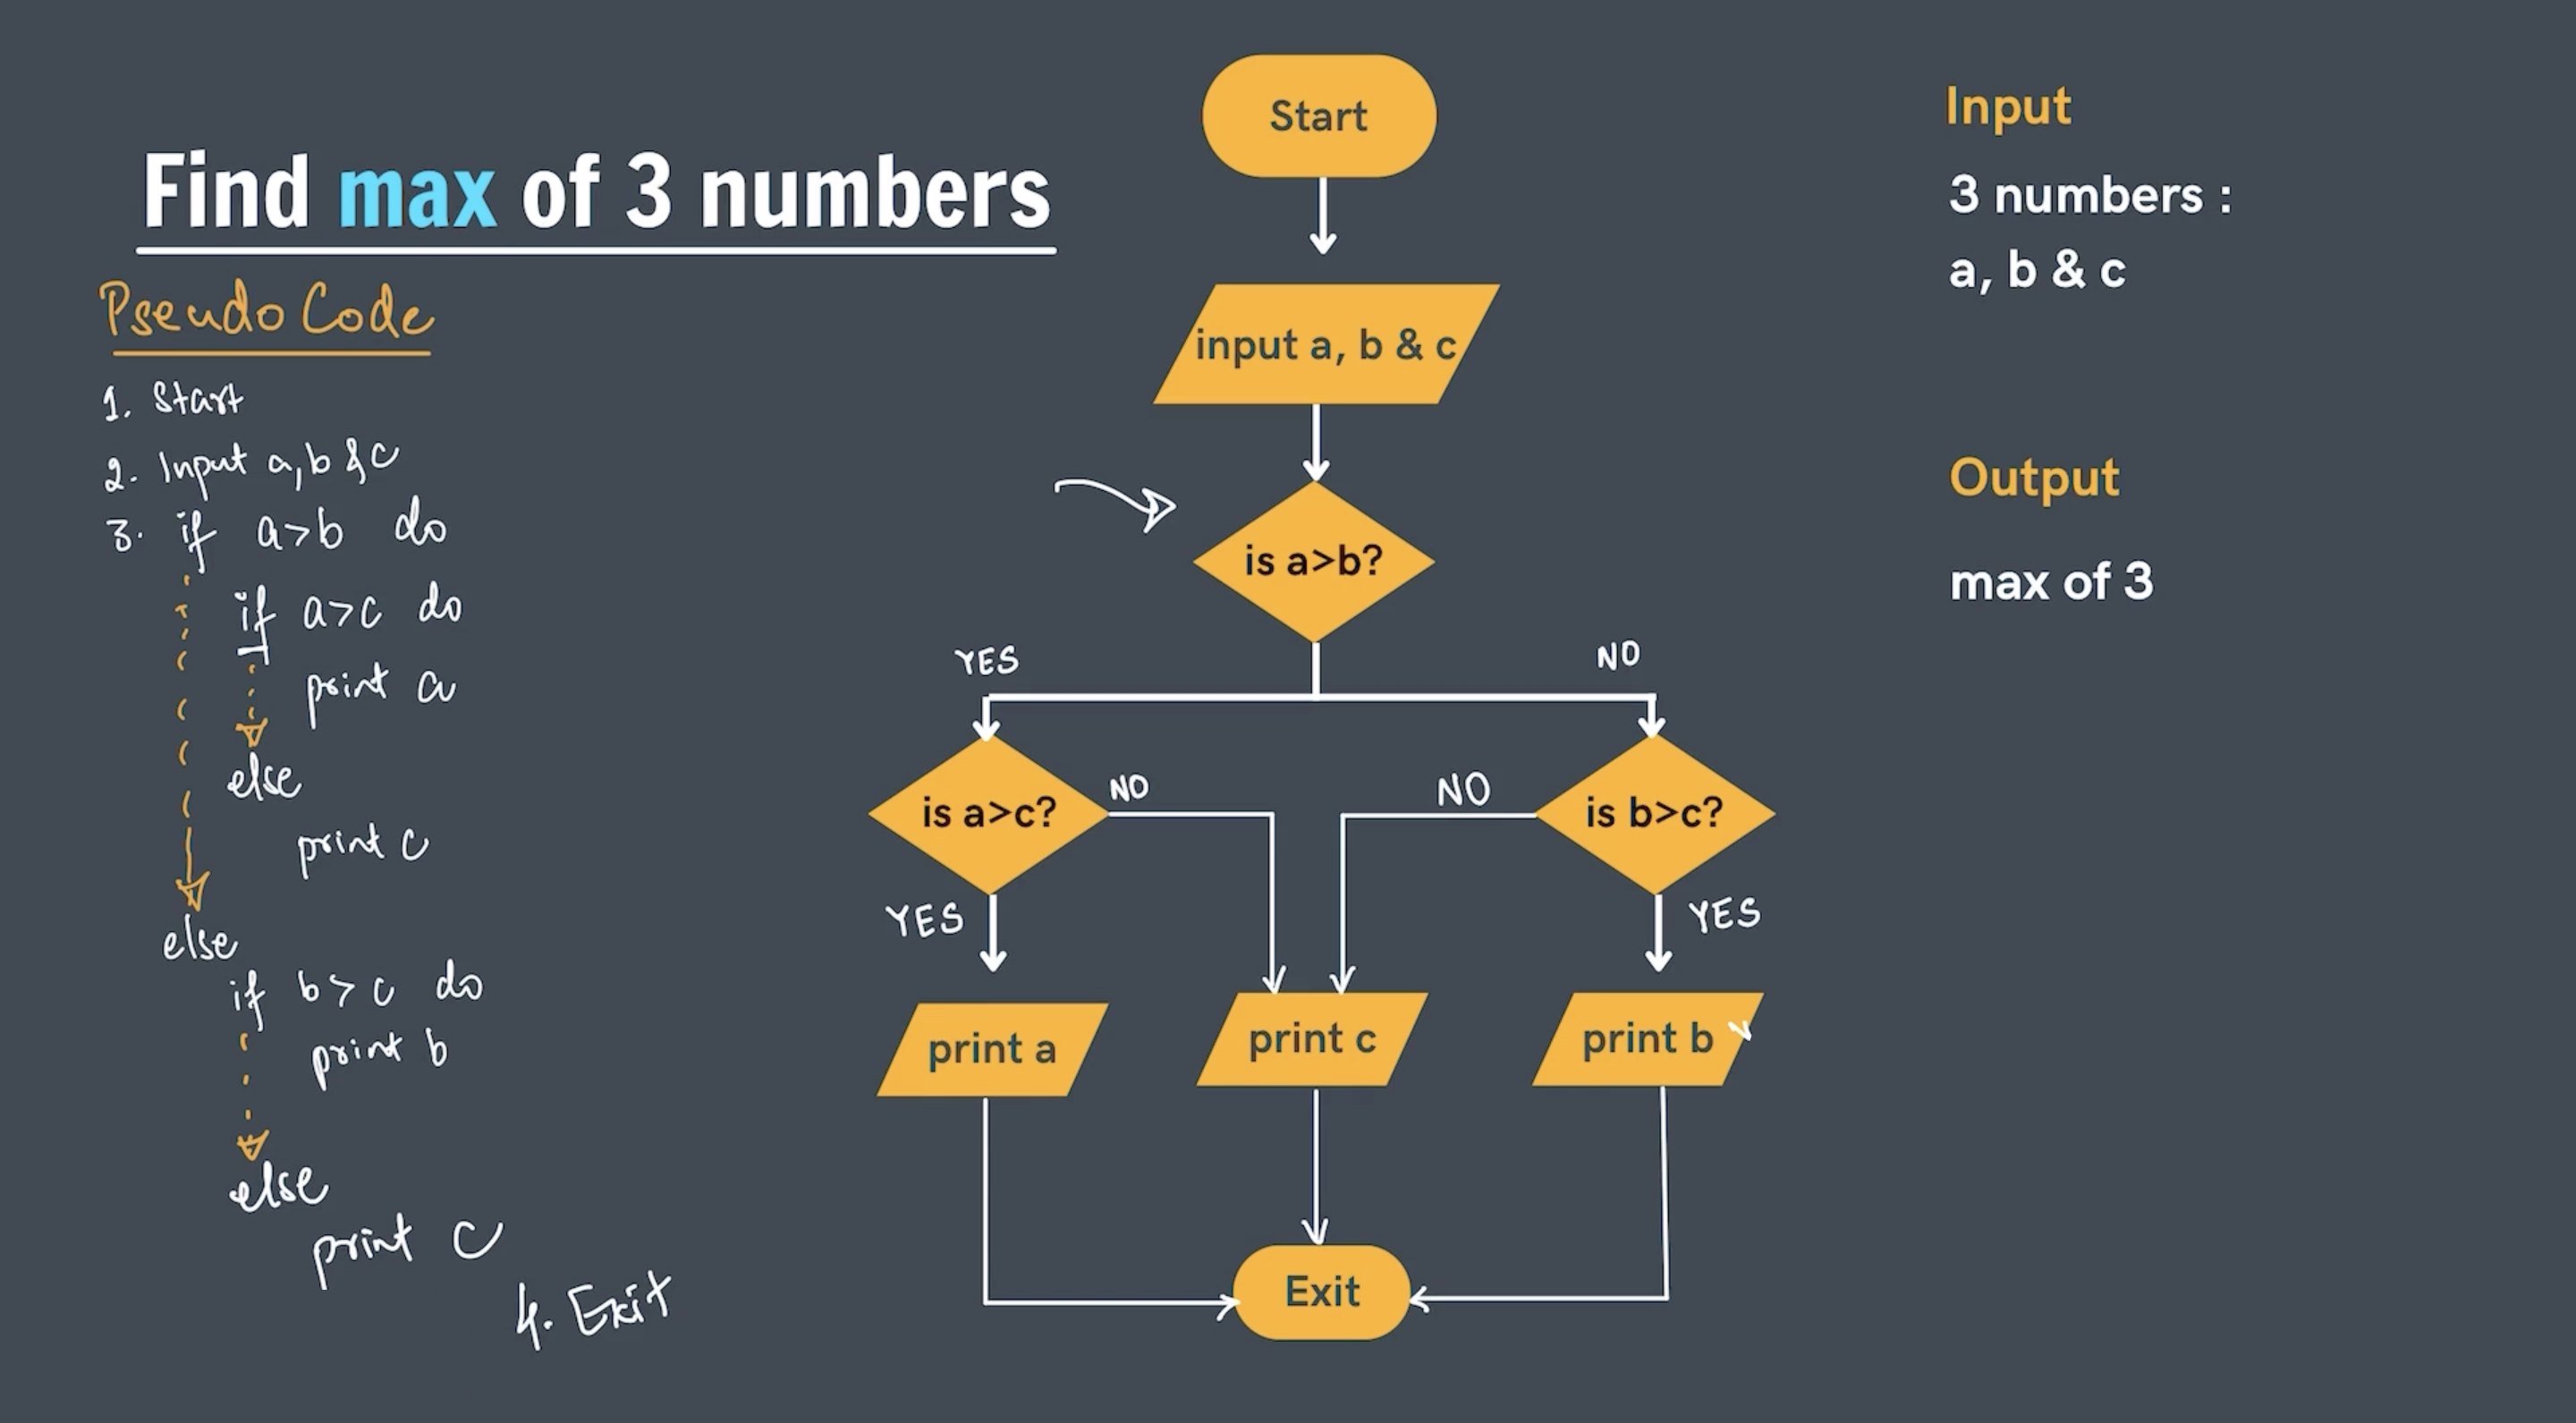 Find max of 3 numbers
Pseudo Code
1. Start
2. Input a, b & c
3. if a>b do
if a>c do
print a
else
print c
else
if b>c do
print b
else
print c
4. Exit
Start
input a, b & c
is a>b?
YES
NO
is a>c?
NO
NO
is b>c?
YES
YES
print a
print c
print b
Exit
Input
3 numbers :
a, b & c
Output
max of 3